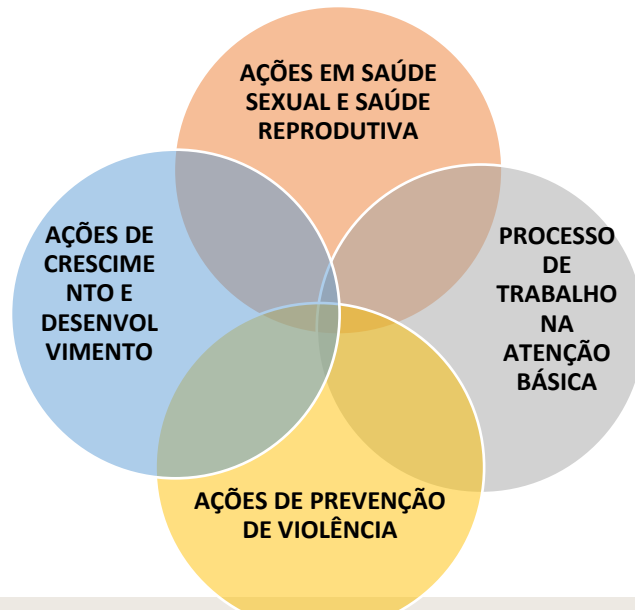 AÇÕES EM SAÚDE
SEXUAL E SAÚDE
REPRODUTIVA
AÇÕES DE
CRESCIME
NTO E
DESENVOL
VIMENTO
PROCESSO
DE
TRABALHO
NA
ATENÇÃO
BÁSICA
AÇÕES DE PREVENÇÃO
DE VIOLÊNCIA